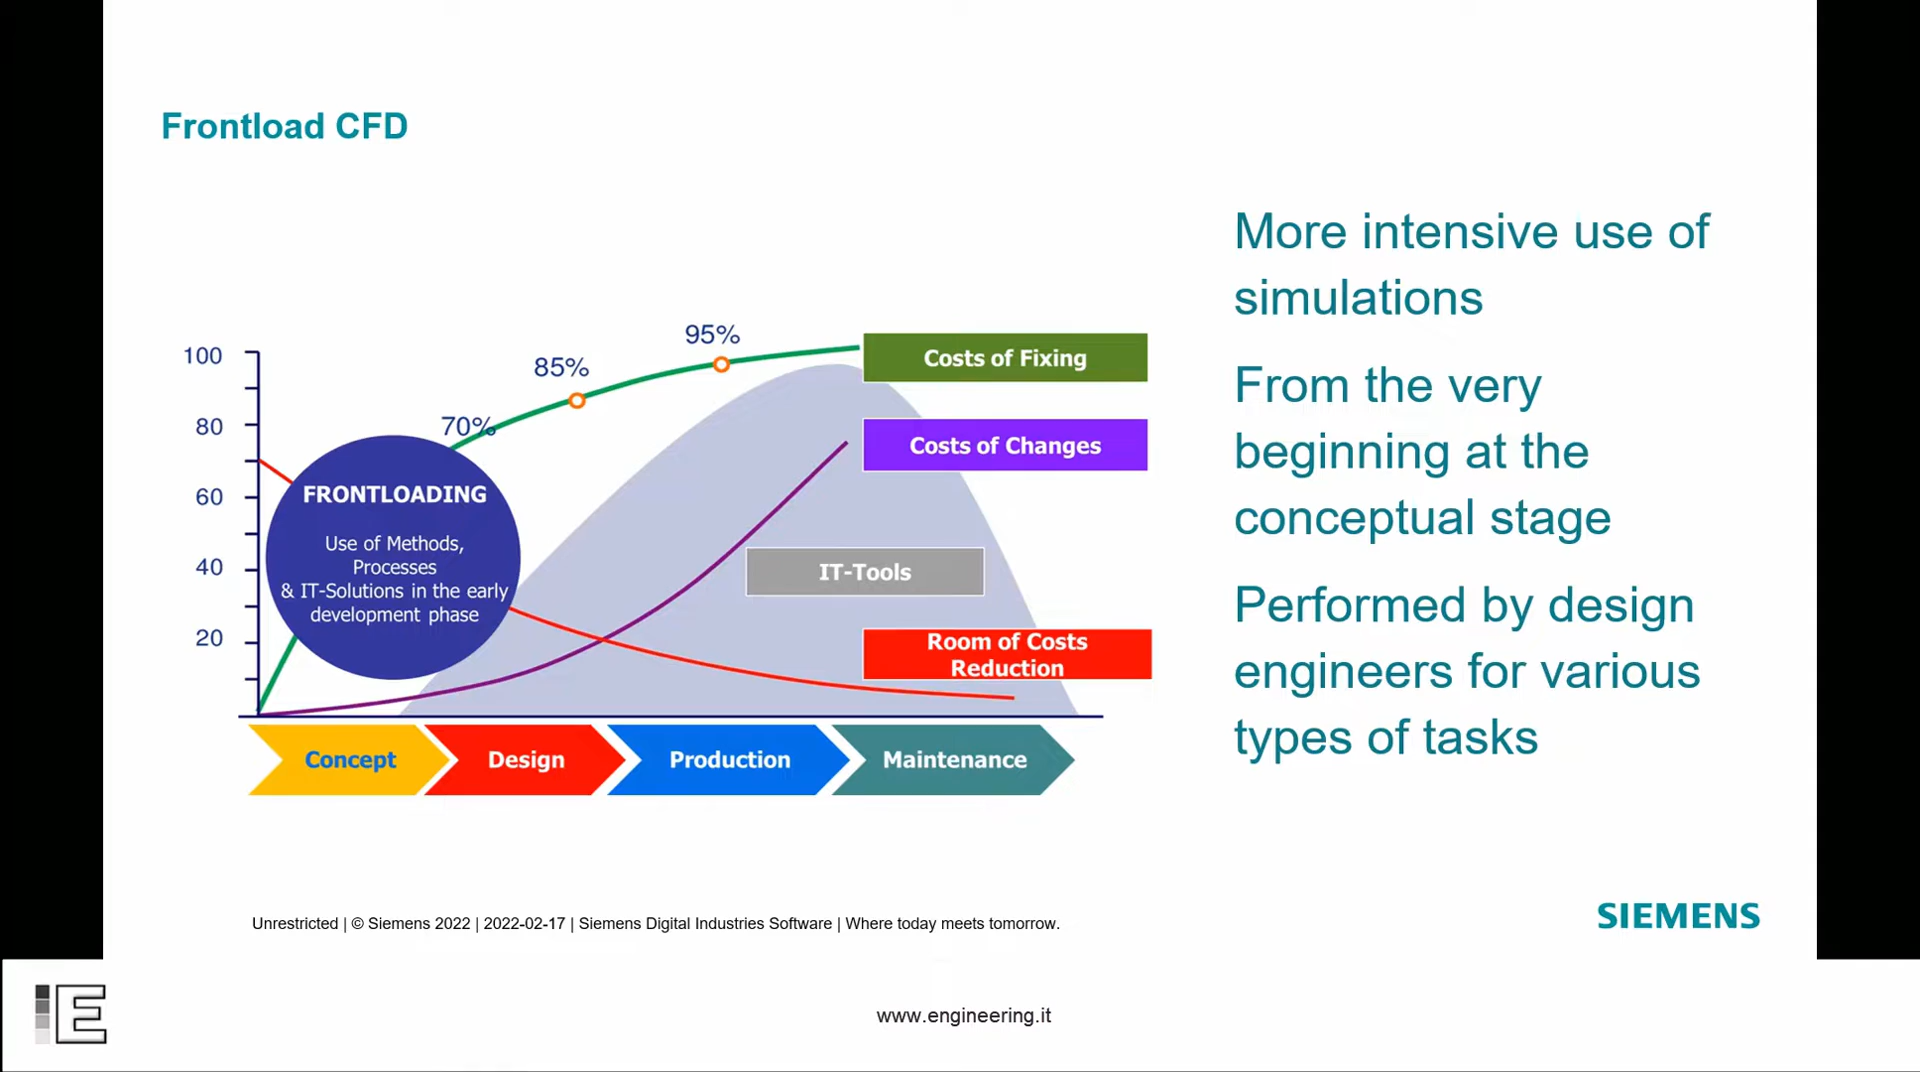 Frontload CFD
100
80
60
40
20
70%
85%
95%
Costs of Fixing
Costs of Changes
IT-Tools
Room of Costs
Reduction
FRONTLOADING
Use of Methods,
Processes
& IT-Solutions in the early
development phase
Concept
Design
Production
Maintenance
More intensive use of
simulations
From the very
beginning at the
conceptual stage
Performed by design
engineers for various
types of tasks
Unrestricted | © Siemens 2022 | 2022-02-17 | Siemens Digital Industries Software | Where today meets tomorrow.
SIEMENS
E
www.engineering.it